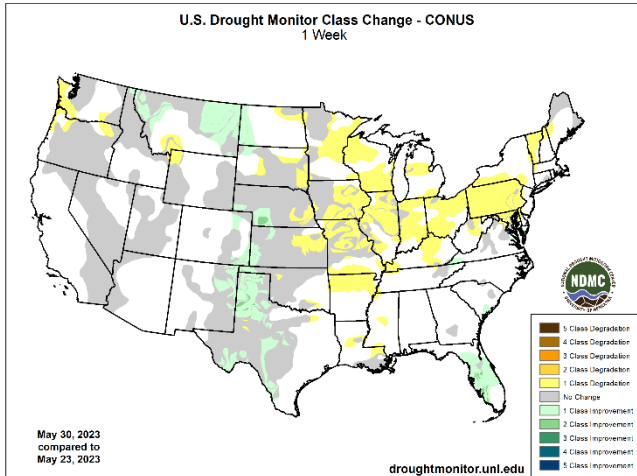 U.S. Drought Monitor Class Change - CONUS
1 Week
NDMC
5 Class Degradation
4 Class Degradation
3 Class Degradation
2 Class Degradation
1 Class Degradation
No Change
1 Class Improvement
2 Class Improvement
3 Class Improvement
4 Class Improvement
5 Class Improvement
May 30, 2023
compared to
May 23, 2023
droughtmonitor.unl.edu